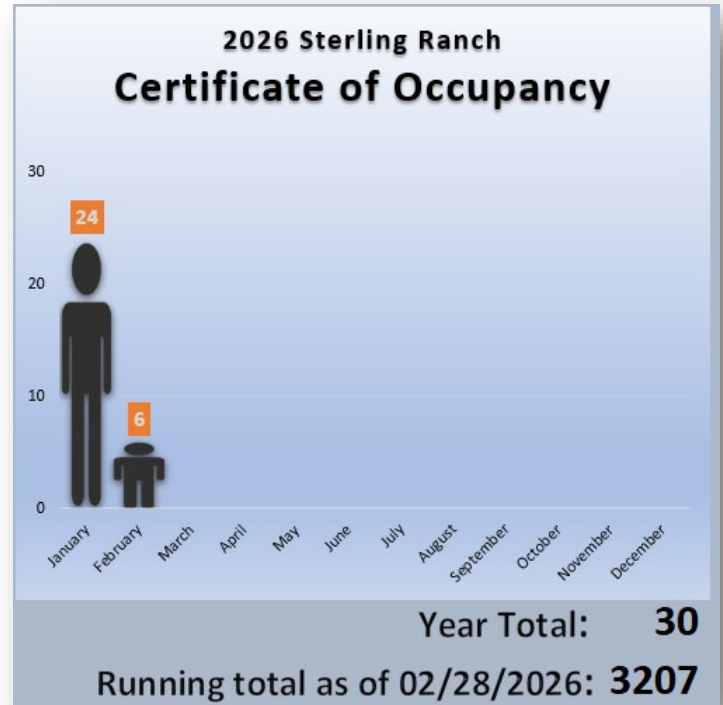 2026 Sterling Ranch
Certificate of Occupancy
30
24
20
10
6
0
January
February
March
April
May
June
July
August
September
October
November
December
Year Total: 30
Running total as of 02/28/2026: 3207